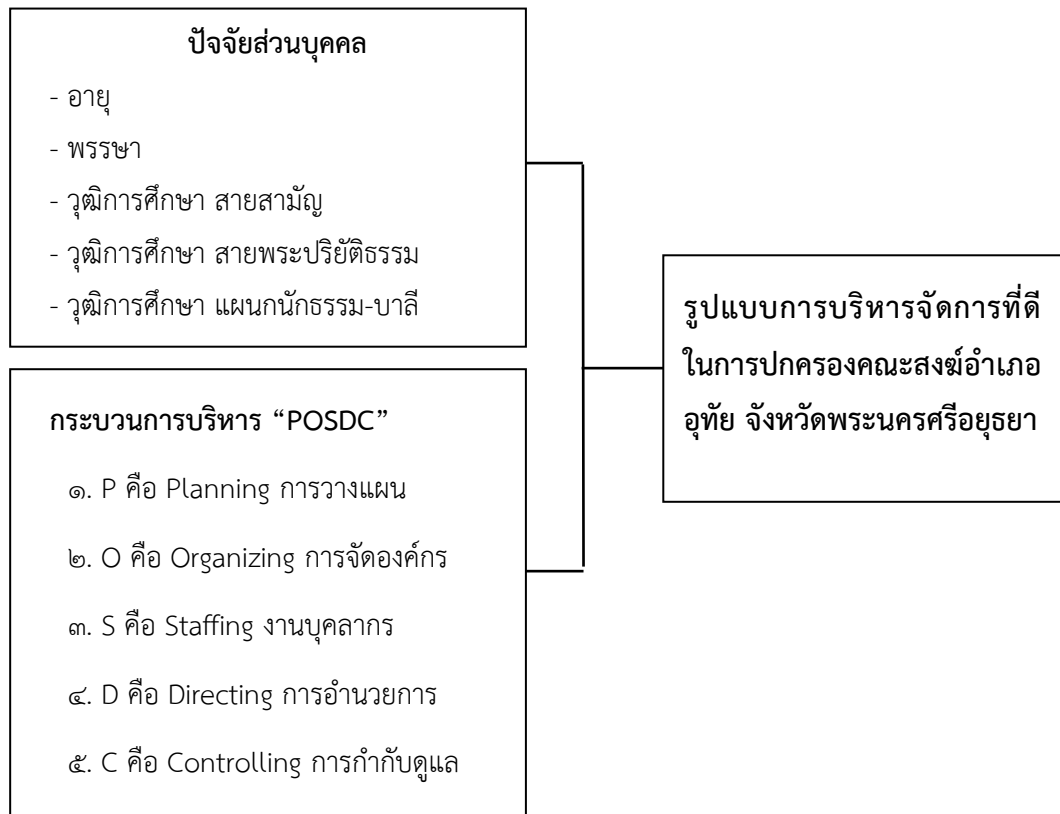 ปัจจัยส่วนบุคคล
- อายุ
- พรรษา
- วุฒิการศึกษา สายสามัญ
- วุฒิการศึกษา สายพระปริยัติธรรม
- วุฒิการศึกษา แผนกนักธรรม-บาลี
กระบวนการบริหาร “POSDC”
๑. P คือ Planning การวางแผน
๒. O คือ Organizing การจัดองค์กร
๓. S คือ Staffing งานบุคลากร
๔. D คือ Directing การอำนวยการ
๕. C คือ Controlling การกำกับดูแล
รูปแบบการบริหารจัดการที่ดี
ในการปกครองคณะสงฆ์อำเภอ
อุทัย จังหวัดพระนครศรีอยุธยา